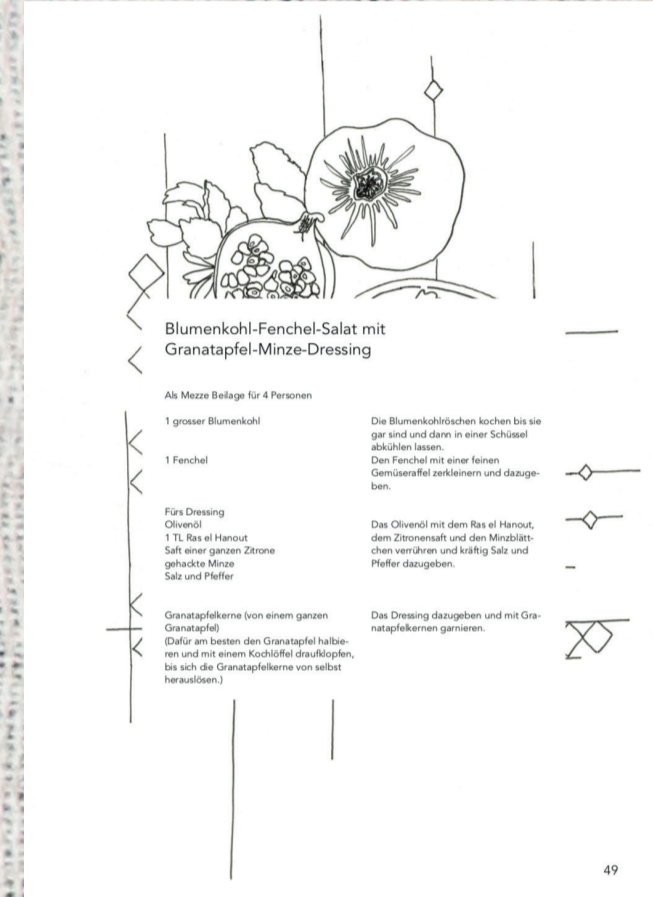 Blumenkohl-Fenchel-Salat mit
Granatapfel-Minze-Dressing
Als Mezze Beilage für 4 Personen
1 grosser Blumenkohl
Die Blumenkohlröschen kochen bis sie
gar sind und dann in einer Schüssel
abkühlen lassen.
1 Fenchel
Den Fenchel mit einer feinen
Gemüseraffel zerkleinern und dazuge-
ben.
Fürs Dressing
Olivenöl
1 TL Ras el Hanout
Saft einer ganzen Zitrone
gehackte Minze
Salz und Pfeffer
Das Olivenöl mit dem Ras el Hanout,
dem Zitronensaft und den Minzblätt-
chen verrühren und kräftig Salz und
Pfeffer dazugeben.
Granatapfelkerne (von einem ganzen
Granatapfel)
(Dafür am besten den Granatapfel halbie-
ren und mit einem Kochlöffel draufklopfen,
bis sich die Granatapfelkerne von selbst
herauslösen.)
Das Dressing dazugeben und mit Gra-
natapfelkernen garnieren.
49